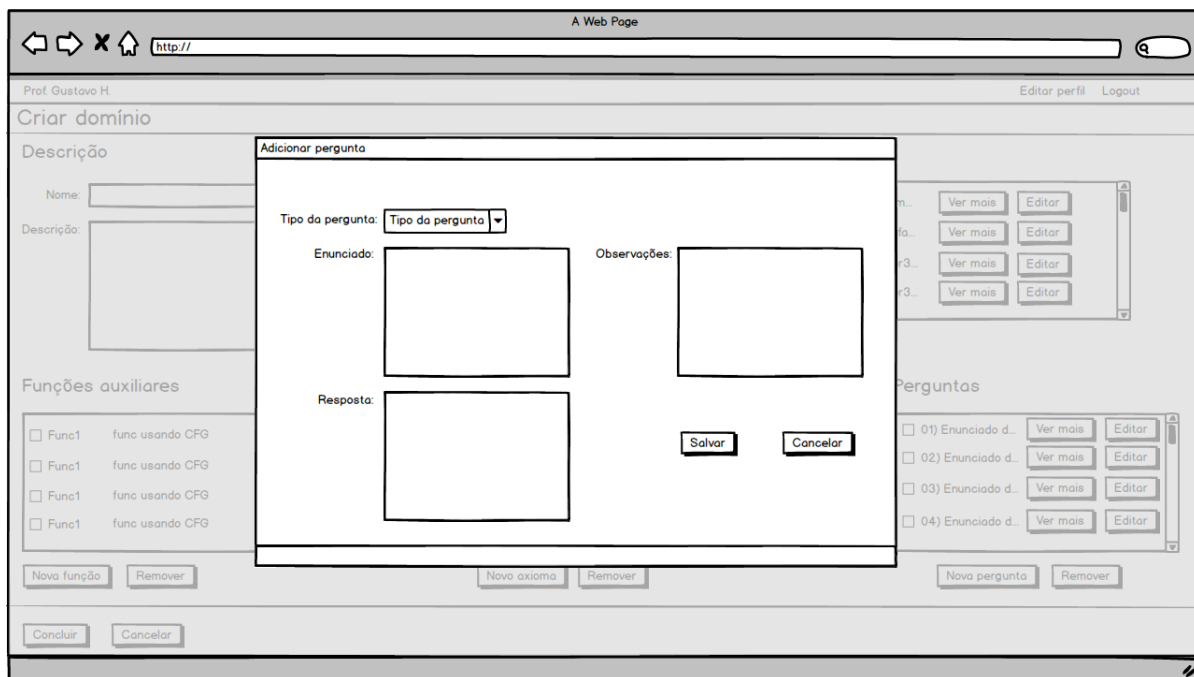 A Web Page
http://
Prof. Gustavo H.
Editar perfil Logout
Criar domínio
Descrição
Nome:
Descrição:
m... Ver mais Editar
fa... Ver mais Editar
r3... Ver mais Editar
r3... Ver mais Editar
Adicionar pergunta
Tipo da pergunta: Tipo da pergunta
Enunciado:
Observações:
Resposta:
Salvar Cancelar
Funções auxiliares
Func1 func usando CFG
Func1 func usando CFG
Func1 func usando CFG
Func1 func usando CFG
Nova função Remover
Novo axioma Remover
Perguntas
01) Enunciado d... Ver mais Editar
02) Enunciado d... Ver mais Editar
03) Enunciado d... Ver mais Editar
04) Enunciado d... Ver mais Editar
Nova pergunta Remover
Concluir Cancelar